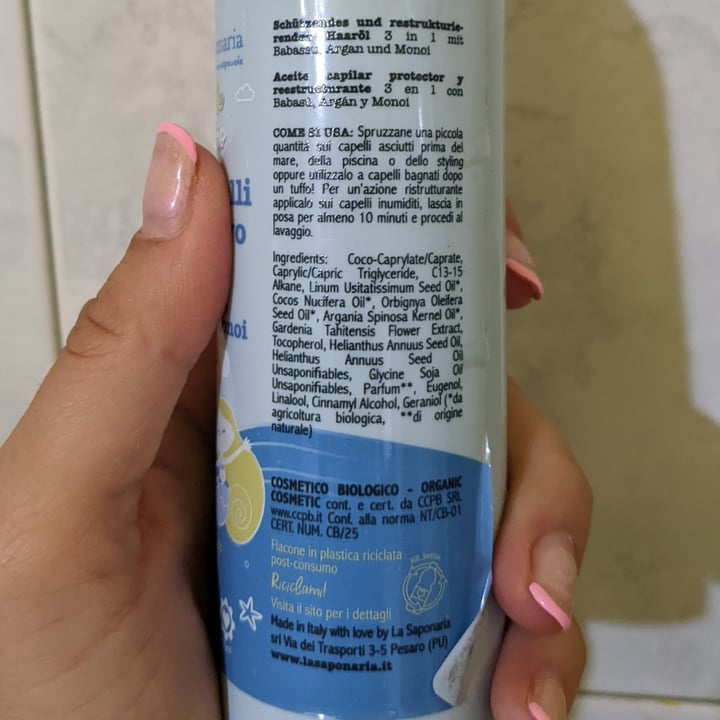 Schützendes und restrukturie-
render Haaröl 3 in 1 mit
Babassu, Argan und Monoi
Aceite capilar protector y
reestructurante 3 en 1 con
Babasú, Argán y Monoi
COME SI USA: Spruzzane una piccola
quantità sui capelli asciutti prima del
mare, della piscina o dello styling
oppure utilizzalo a capelli bagnati dopo
un tuffo! Per un'azione ristrutturante
applicalo sui capelli inumiditi, lascia in
posa per almeno 10 minuti e procedi al
lavaggio.
Ingredients: Coco-Caprylate/Caprate,
Caprylic/Capric Triglyceride, C13-15
Alkane, Linum Usitatissimum Seed Oil*,
Cocos Nucifera Oil*, Orbignya Oleifera
Seed Oil*, Argania Spinosa Kernel Oil*,
Gardenia Tahitensis Flower Extract,
Tocopherol, Helianthus Annuus Seed Oil,
Helianthus Annuus Seed Oil
Unsaponifiables, Glycine Soja Oil
Unsaponifiables, Parfum**, Eugenol,
Linalool, Cinnamyl Alcohol, Geraniol (*da
agricoltura biologica, **di origine
naturale)
COSMETICO BIOLOGICO - ORGANIC
COSMETIC cont. e cert. da CCPB SRL
www.ccpb.it Conf. alla norma NT/CB-01
CERT. NUM. CB/25
Flacone in plastica riciclata
post-consumo
Riciclami!
Visita il sito per i dettagli
Made in Italy with love by La Saponaria
srl Via dei Trasporti 3-5 Pesaro (PU)
www.lasaponaria.it